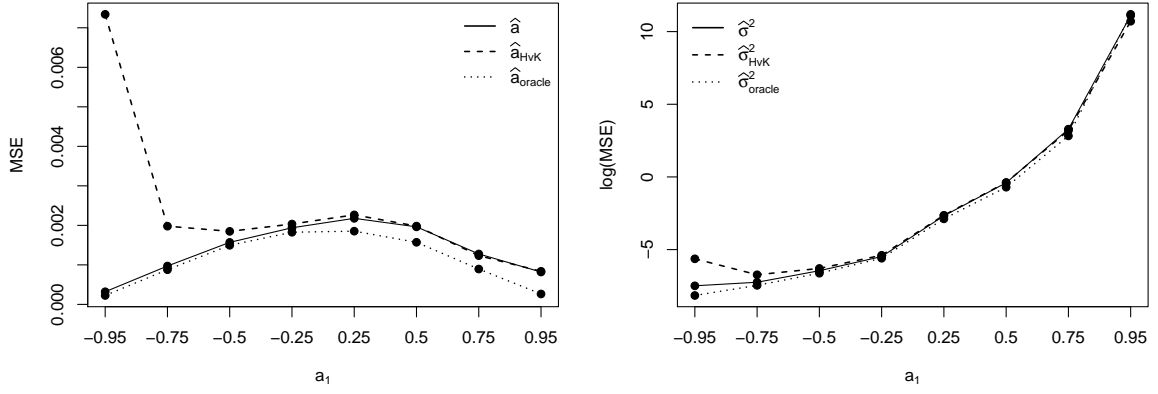 MSE
0.000 0.002 0.004 0.006
−0.95 −0.75 −0.5 −0.25 0.25 0.5 0.75 0.95
a₁
â
â_HvK
â_oracle
log(MSE)
−5 0 5 10
−0.95 −0.75 −0.5 −0.25 0.25 0.5 0.75 0.95
a₁
σ̂²
σ̂²_HvK
σ̂²_oracle